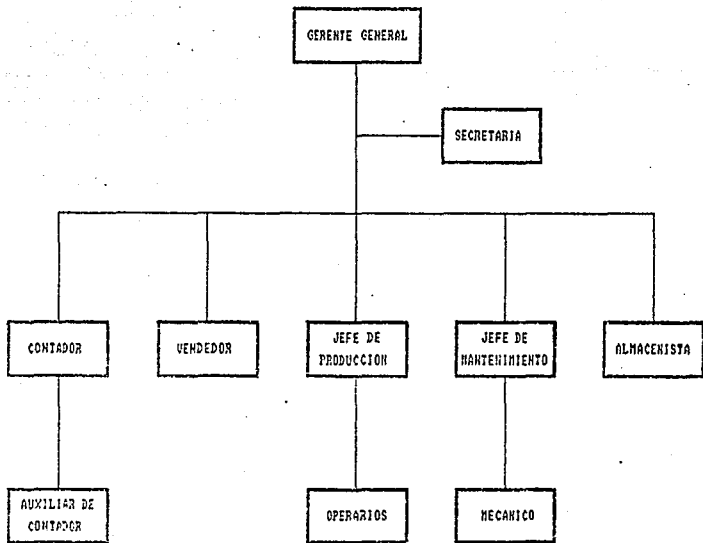 GERENTE GENERAL
SECRETARIA
CONTADOR
VENDEDOR
JEFE DE
PRODUCCION
JEFE DE
MANTENIMIENTO
ALMACENISTA
AUXILIAR DE
CONTADOR
OPERARIOS
MECANICO